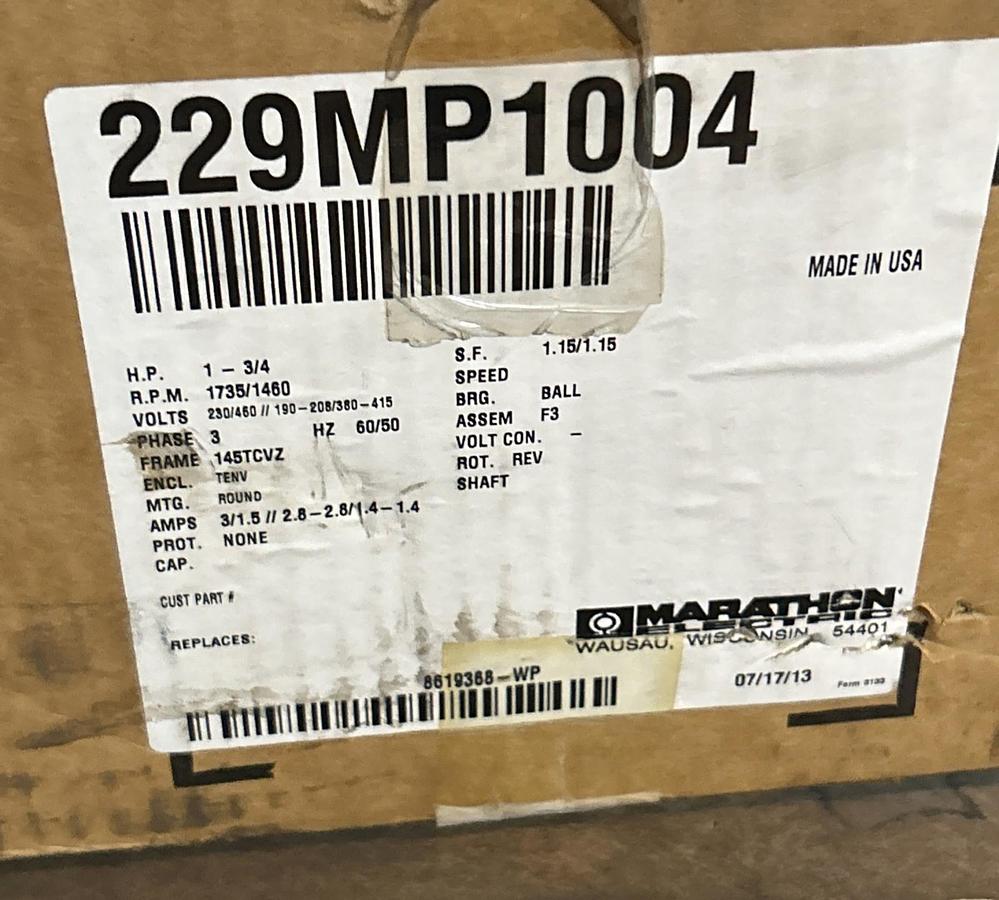 229MP1004
MADE IN USA
H.P. 1 - 3/4
R.P.M. 1735/1460
VOLTS 230/460 // 190-208/380-415
PHASE 3 HZ 60/50
FRAME 145TCVZ
ENCL. TENV
MTG. ROUND
AMPS 3/1.5 // 2.8-2.8/1.4-1.4
PROT. NONE
CAP.
S.F. 1.15/1.15
SPEED
BRG. BALL
ASSEM F3
VOLT CON. -
ROT. REV
SHAFT
CUST PART #
REPLACES:
MARATHON
ELECTRIC
WAUSAU, WISCONSIN 54401
8619368-WP
07/17/13
Form